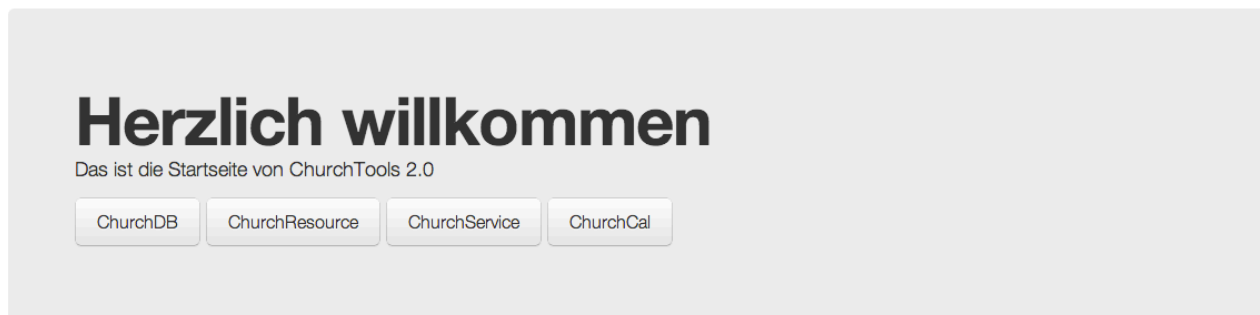 Herzlich willkommen
Das ist die Startseite von ChurchTools 2.0
ChurchDB ChurchResource ChurchService ChurchCal